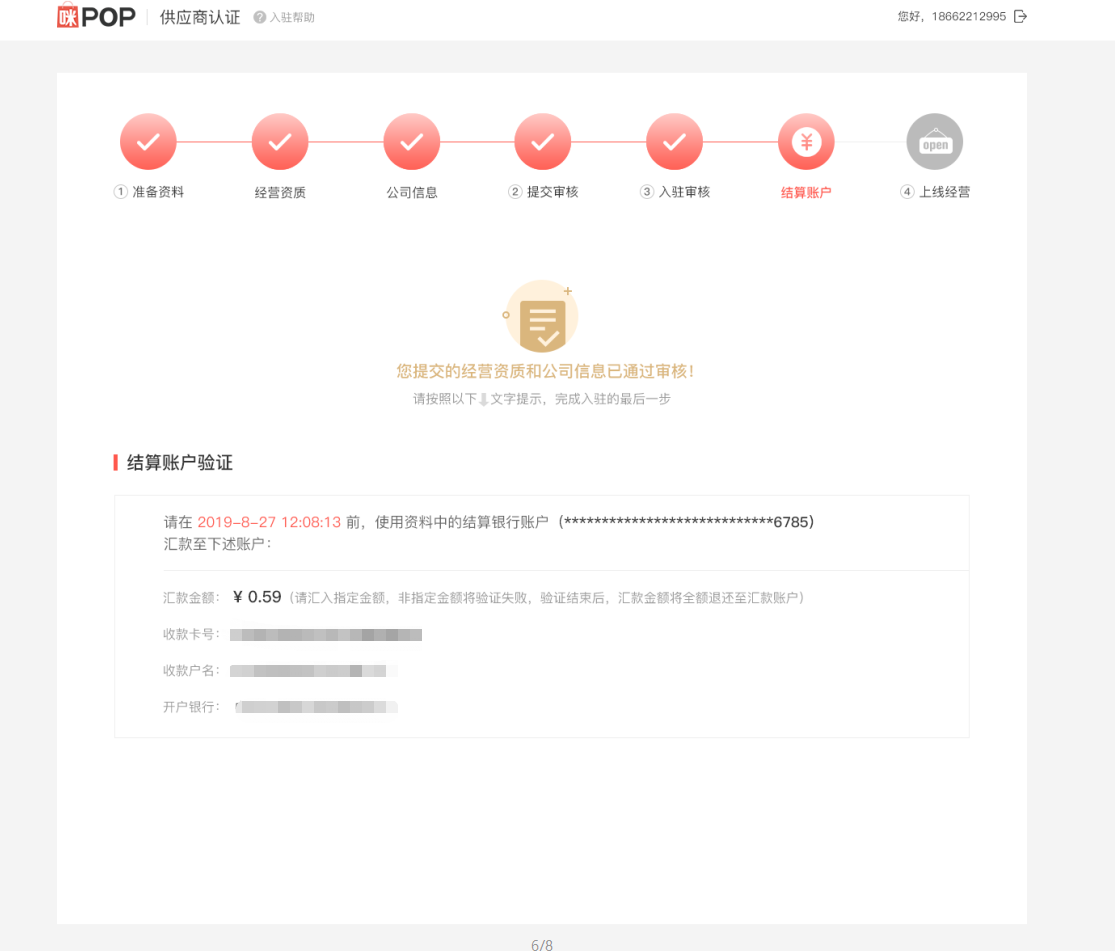 咪POP 供应商认证 ? 入驻帮助 您好，18662212995
¥ open
① 准备资料 经营资质 公司信息 ② 提交审核 ③ 入驻审核 结算账户 ④ 上线经营
您提交的经营资质和公司信息已通过审核！
请按照以下⬇文字提示，完成入驻的最后一步
结算账户验证
请在 2019-8-27 12:08:13 前，使用资料中的结算银行账户（****************************6785）
汇款至下述账户：
汇款金额： ¥ 0.59（请汇入指定金额，非指定金额将验证失败，验证结束后，汇款金额将全额退还至汇款账户）
收款卡号：
收款户名：
开户银行：
6/8